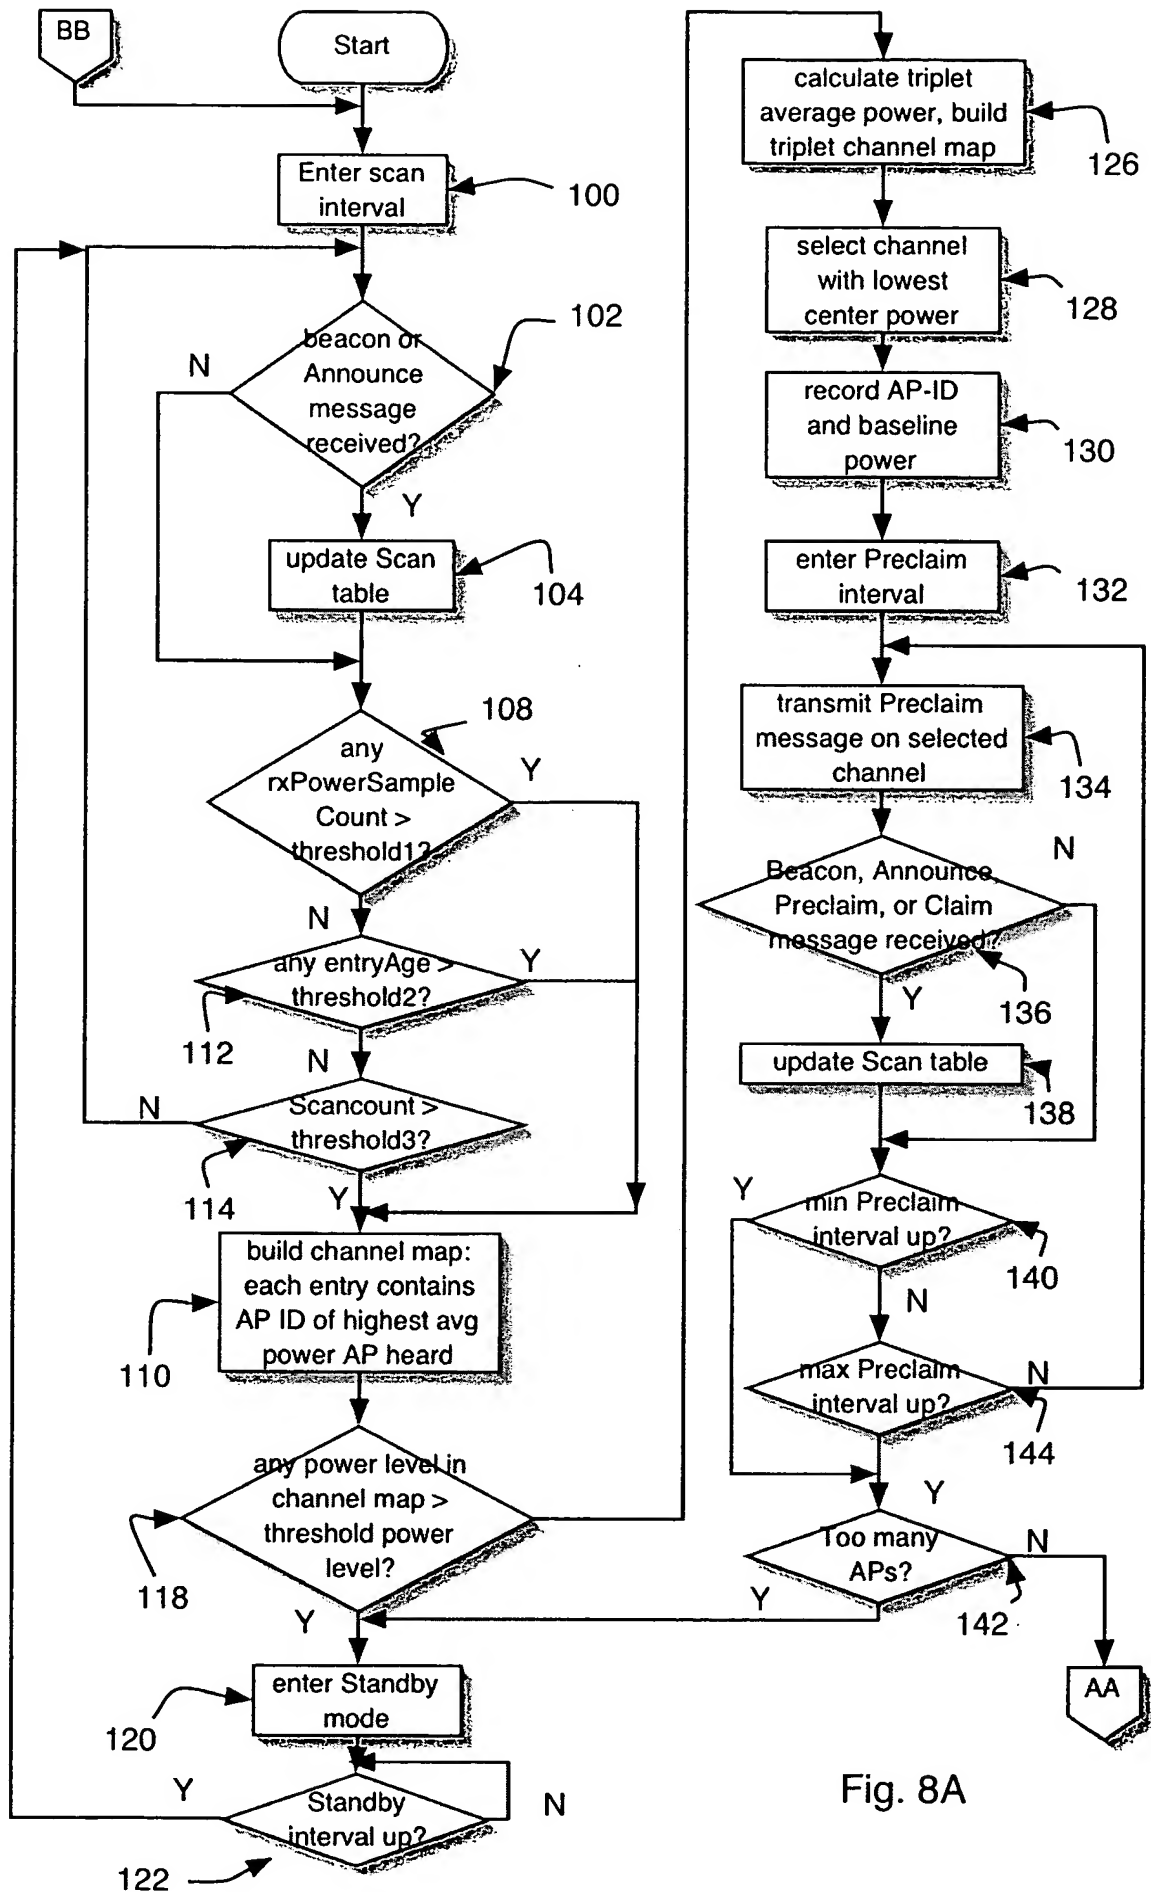 BB
Start
Enter scan
interval
100
beacon or
Announce
message
received?
102
N
Y
update Scan
table
104
any
rxPowerSample
Count >
threshold1?
108
Y
N
any entryAge >
threshold2?
Y
112
N
Scancount >
threshold3?
N
114
Y
build channel map:
each entry contains
AP ID of highest avg
power AP heard
110
any power level in
channel map >
threshold power
level?
118
Y
enter Standby
mode
120
Y
Standby
interval up?
N
122
calculate triplet
average power, build
triplet channel map
126
select channel
with lowest
center power
128
record AP-ID
and baseline
power
130
enter Preclaim
interval
132
transmit Preclaim
message on selected
channel
134
N
Beacon, Announce,
Preclaim, or Claim
message received?
136
Y
update Scan table
138
Y
min Preclaim
interval up?
140
N
max Preclaim
interval up?
N
144
Y
Too many
APs?
N
Y
142
AA
Fig. 8A